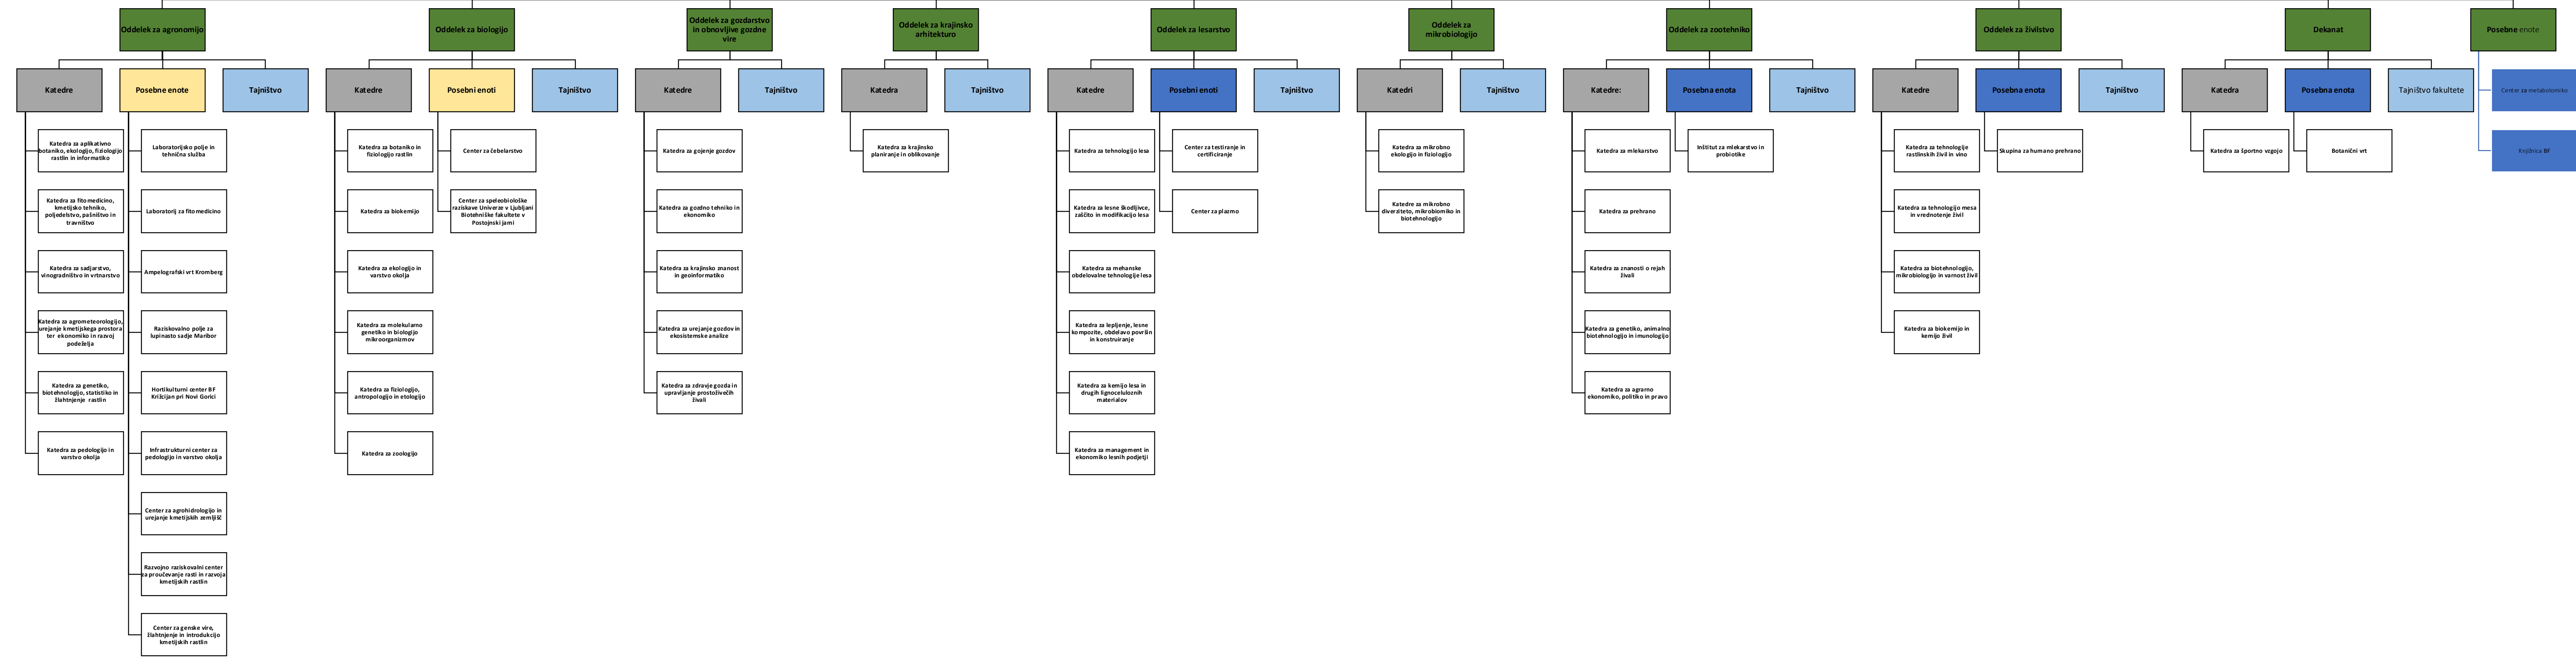 Oddelek za agronomijo
Katedre
Katedra za aplikativno
botaniko, ekologijo, fiziologijo
rastlin in informatiko
Katedra za fitomedicino,
kmetijsko tehniko,
poljedelstvo, pašništvo in
travništvo
Katedra za sadjarstvo,
vinogradništvo in vrtnarstvo
Katedra za agrometeorologijo,
urejanje kmetijskega prostora
ter ekonomiko in razvoj
podeželja
Katedra za genetiko,
biotehnologijo, statistiko in
žlahtnjenje rastlin
Katedra za pedologijo in
varstvo okolja
Posebne enote
Laboratorijsko polje in
tehnična služba
Laboratorij za fitomedicino
Ampelografski vrt Kromberg
Raziskovalno polje za
lupinasto sadje Maribor
Hortikulturni center BF
Križcijan pri Novi Gorici
Infrastrukturni center za
pedologijo in varstvo okolja
Center za agrohidrologijo in
urejanje kmetijskih zemljišč
Razvojno raziskovalni center
za proučevanje rasti in razvoja
kmetijskih rastlin
Center za genske vire,
žlahtnjenje in introdukcijo
kmetijskih rastlin
Tajništvo
Oddelek za biologijo
Katedre
Katedra za botaniko in
fiziologijo rastlin
Katedra za biokemijo
Katedra za ekologijo in
varstvo okolja
Katedra za molekularno
genetiko in biologijo
mikroorganizmov
Katedra za fiziologijo,
antropologijo in etologijo
Katedra za zoologijo
Posebni enoti
Center za čebelarstvo
Center za speleobiološke
raziskave Univerze v Ljubljani
Biotehniške fakultete v
Postojnski jami
Tajništvo
Oddelek za gozdarstvo
in obnovljive gozdne
vire
Katedre
Katedra za gojenje gozdov
Katedra za gozdno tehniko in
ekonomiko
Katedra za krajinsko znanost
in geoinformatiko
Katedra za urejanje gozdov in
ekosistemske analize
Katedra za zdravje gozda in
upravljanje prostoživečih
živali
Tajništvo
Oddelek za krajinsko
arhitekturo
Katedra
Katedra za krajinsko
planiranje in oblikovanje
Tajništvo
Oddelek za lesarstvo
Katedre
Katedra za tehnologijo lesa
Katedra za lesne škodljivce,
zaščito in modifikacijo lesa
Katedra za mehanske
obdelovalne tehnologije lesa
Katedra za lepljenje, lesne
kompozite, obdelavo površin
in konstruiranje
Katedra za kemijo lesa in
drugih lignoceluloznih
materialov
Katedra za management in
ekonomiko lesnih podjetij
Posebni enoti
Center za testiranje in
certificiranje
Center za plazmo
Tajništvo
Oddelek za
mikrobiologijo
Katedri
Katedra za mikrobno
ekologijo in fiziologijo
Katedre za mikrobno
diverziteto, mikrobiomiko in
biotehnologijo
Tajništvo
Oddelek za zootehniko
Katedre:
Katedra za mlekarstvo
Katedra za prehrano
Katedra za znanosti o rejah
živali
Katedra za genetiko, animalno
biotehnologijo in imunologijo
Katedra za agrarno
ekonomiko, politiko in pravo
Posebna enota
Inštitut za mlekarstvo in
probiotike
Tajništvo
Oddelek za živilstvo
Katedre
Katedra za tehnologije
rastlinskih živil in vino
Katedra za tehnologijo mesa
in vrednotenje živil
Katedra za biotehnologijo,
mikrobiologijo in varnost živil
Katedra za biokemijo in
kemijo živil
Posebna enota
Skupina za humano prehrano
Tajništvo
Dekanat
Katedra
Katedra za športno vzgojo
Posebna enota
Botanični vrt
Tajništvo fakultete
Posebne enote
Center za metabolomiko
Knjižnica BF